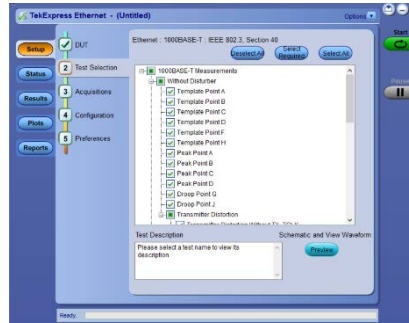 TekExpress Ethernet - (Untitled)
Options
Setup
Status
Results
Plots
Reports
1 DUT
2 Test Selection
3 Acquisitions
4 Configuration
5 Preferences
Ethernet : 1000BASE-T : IEEE 802.3, Section 40
Deselect All
Select Required
Select All
1000BASE-T Measurements
Without Disturber
Template Point A
Template Point B
Template Point C
Template Point D
Template Point F
Template Point H
Peak Point A
Peak Point B
Peak Point C
Peak Point D
Droop Point G
Droop Point J
Transmitter Distortion
Test Description
Please select a test name to view its
description
Schematic and View Waveform
Preview
Start
Pause
Ready.